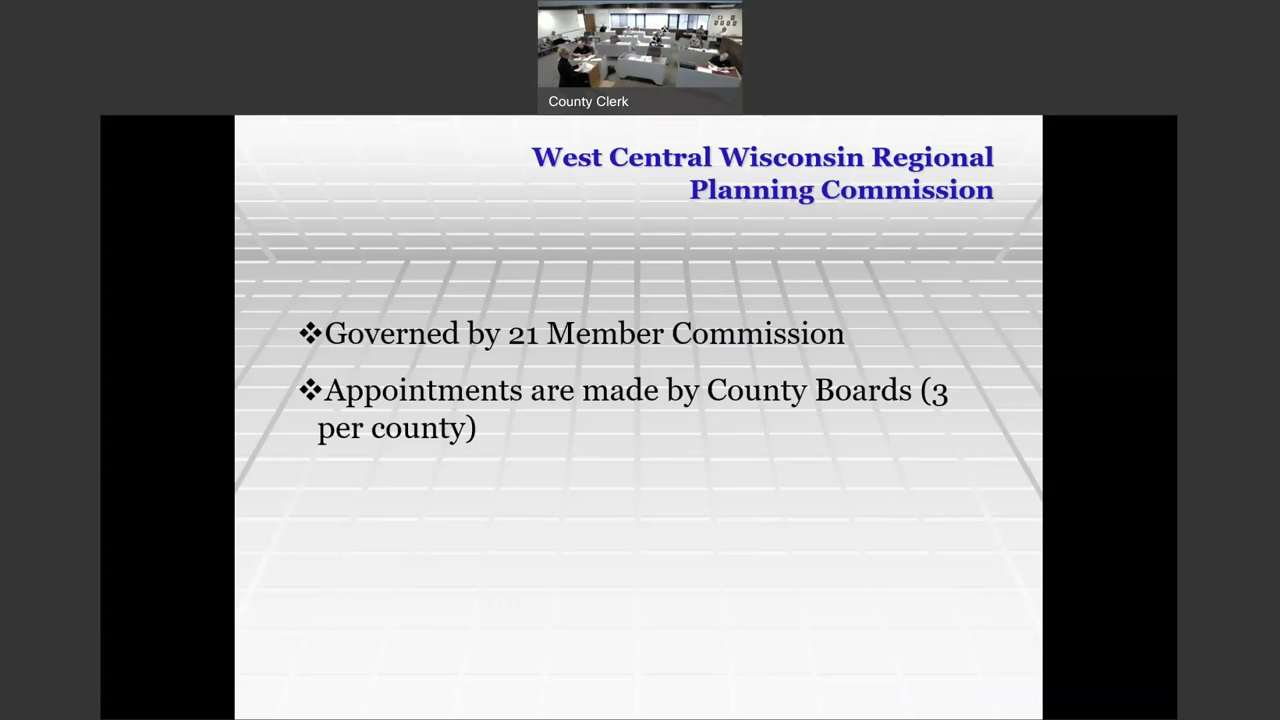 County Clerk
West Central Wisconsin Regional
Planning Commission
❖Governed by 21 Member Commission
❖Appointments are made by County Boards (3
per county)